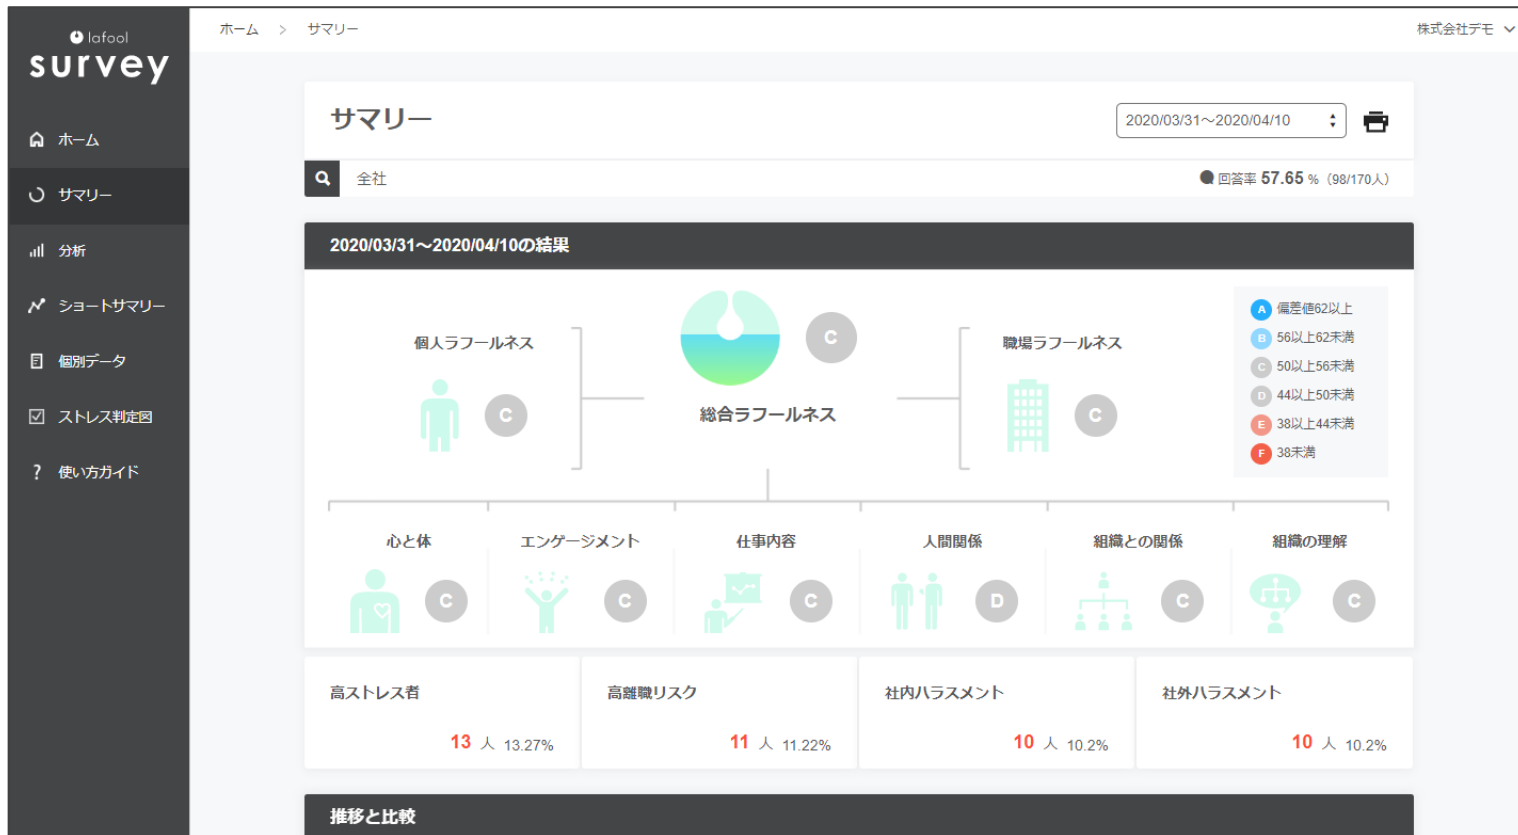 lafool
survey
ホーム
サマリー
分析
ショートサマリー
個別データ
ストレス判定図
? 使い方ガイド
ホーム > サマリー
株式会社デモ
サマリー
2020/03/31～2020/04/10
全社
回答率 57.65 % (98/170人)
2020/03/31～2020/04/10の結果
個人ラフールネス
C
C
総合ラフールネス
職場ラフールネス
C
A 偏差値62以上
B 56以上62未満
C 50以上56未満
D 44以上50未満
E 38以上44未満
F 38未満
心と体
C
エンゲージメント
C
仕事内容
C
人間関係
D
組織との関係
C
組織の理解
C
高ストレス者
13 人 13.27%
高離職リスク
11 人 11.22%
社内ハラスメント
10 人 10.2%
社外ハラスメント
10 人 10.2%
推移と比較